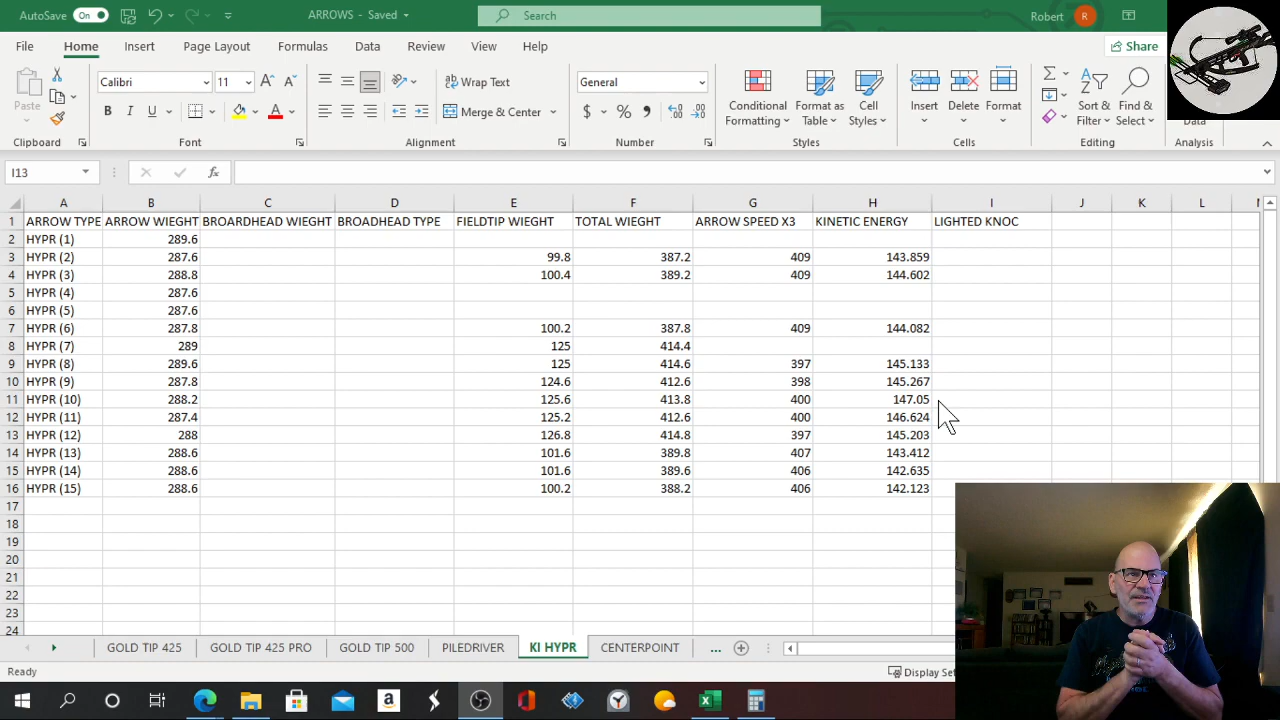 AutoSave On ARROWS - Saved Search Robert R
File Home Insert Page Layout Formulas Data Review View Help Share
Paste Calibri 11 Wrap Text General Conditional Format as Cell Insert Delete Format Sort & Find &
B I U Merge & Center $ % Formatting Table Styles Filter Select Data
Clipboard Font Alignment Number Styles Cells Editing Analysis
I13 fx
A B C D E F G H I J K L
1 ARROW TYPE ARROW WIEGHT BROARDHEAD WIEGHT BROADHEAD TYPE FIELDTIP WIEGHT TOTAL WIEGHT ARROW SPEED X3 KINETIC ENERGY LIGHTED KNOC
2 HYPR (1) 289.6
3 HYPR (2) 287.6 99.8 387.2 409 143.859
4 HYPR (3) 288.8 100.4 389.2 409 144.602
5 HYPR (4) 287.6
6 HYPR (5) 287.6
7 HYPR (6) 287.8 100.2 387.8 409 144.082
8 HYPR (7) 289 125 414.4
9 HYPR (8) 289.6 125 414.6 397 145.133
10 HYPR (9) 287.8 124.6 412.6 398 145.267
11 HYPR (10) 288.2 125.6 413.8 400 147.05
12 HYPR (11) 287.4 125.2 412.6 400 146.624
13 HYPR (12) 288 126.8 414.8 397 145.203
14 HYPR (13) 288.6 101.6 389.8 407 143.412
15 HYPR (14) 288.6 101.6 389.6 406 142.635
16 HYPR (15) 288.6 100.2 388.2 406 142.123
17
18
19
20
21
22
23
24
GOLD TIP 425 GOLD TIP 425 PRO GOLD TIP 500 PILEDRIVER KI HYPR CENTERPOINT ...
Ready Display Set